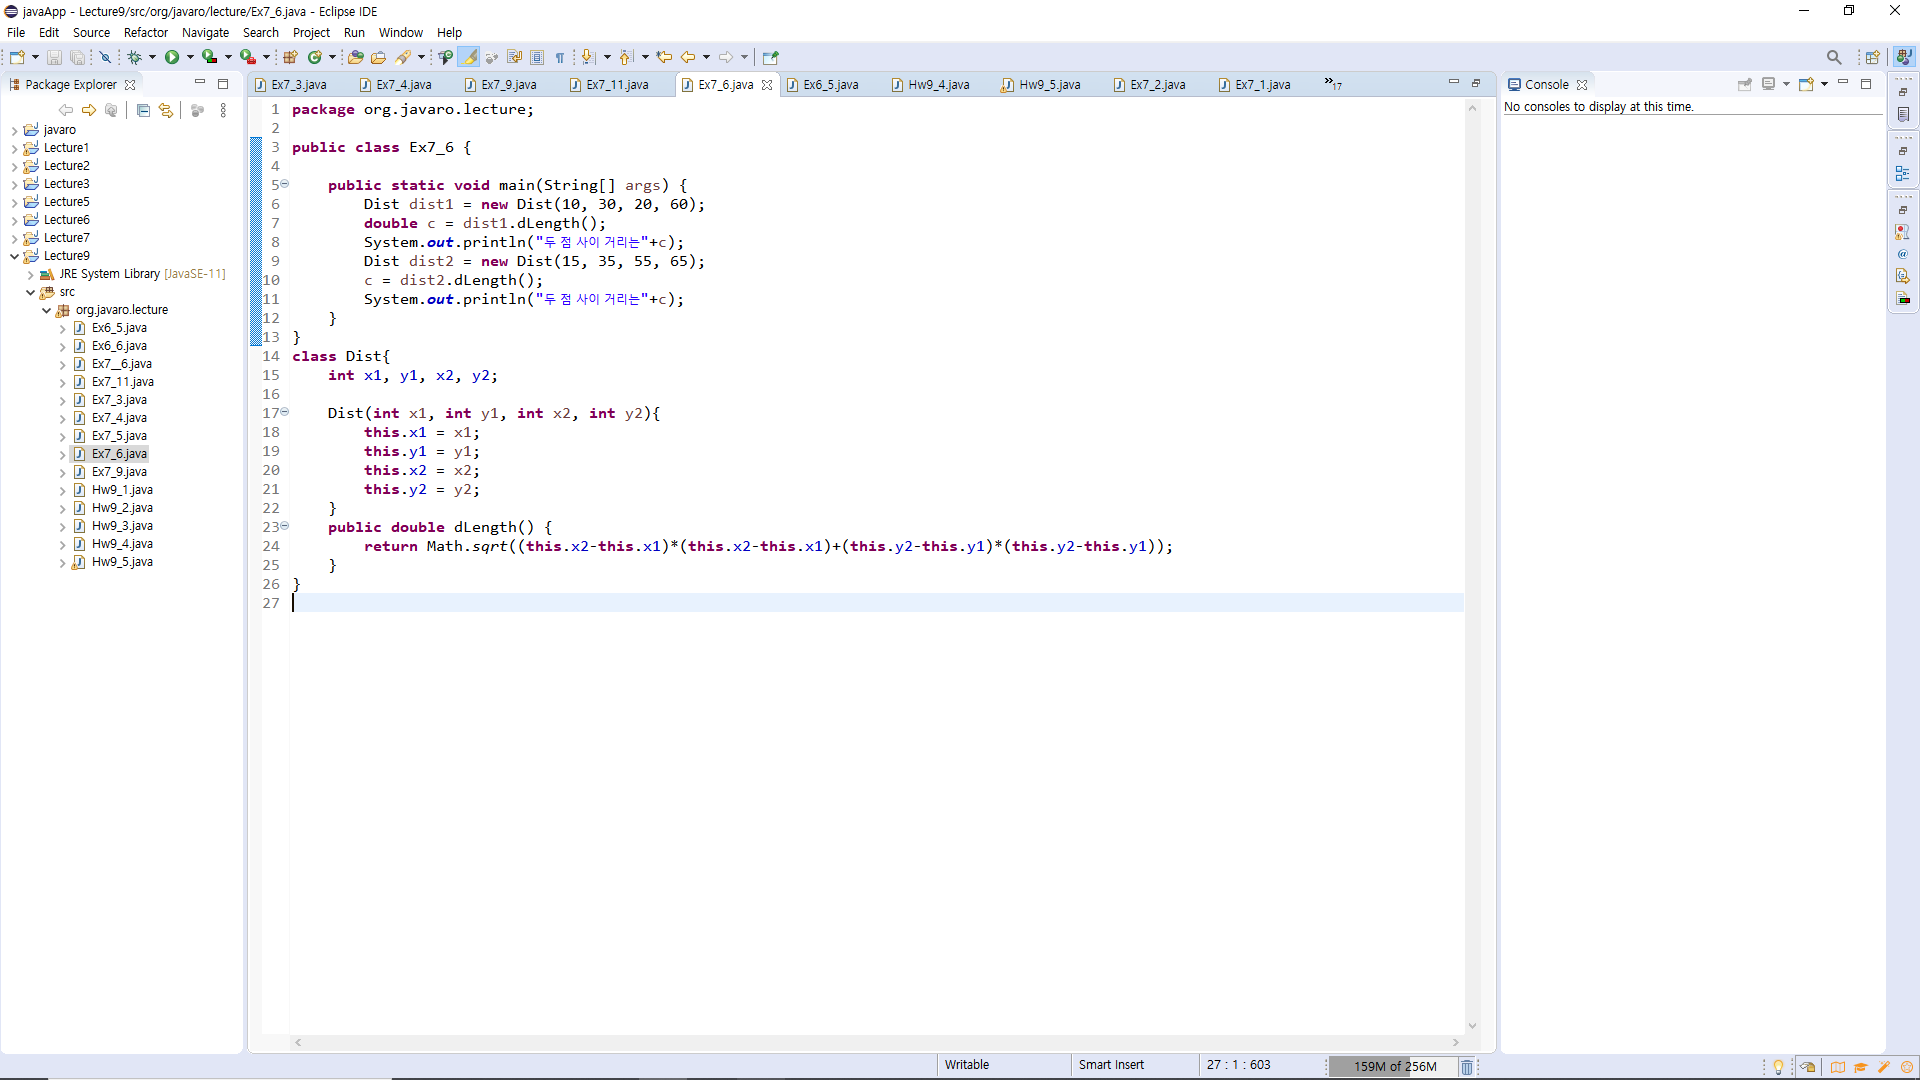 javaApp - Lecture9/src/org/javaro/lecture/Ex7_6.java - Eclipse IDE
File Edit Source Refactor Navigate Search Project Run Window Help
Package Explorer
javaro
Lecture1
Lecture2
Lecture3
Lecture5
Lecture6
Lecture7
Lecture9
JRE System Library [JavaSE-11]
src
org.javaro.lecture
Ex6_5.java
Ex6_6.java
Ex7__6.java
Ex7_11.java
Ex7_3.java
Ex7_4.java
Ex7_5.java
Ex7_6.java
Ex7_9.java
Hw9_1.java
Hw9_2.java
Hw9_3.java
Hw9_4.java
Hw9_5.java
Ex7_3.java Ex7_4.java Ex7_9.java Ex7_11.java Ex7_6.java Ex6_5.java Hw9_4.java Hw9_5.java Ex7_2.java Ex7_1.java »17
1 package org.javaro.lecture;
2
3 public class Ex7_6 {
4
5 public static void main(String[] args) {
6 Dist dist1 = new Dist(10, 30, 20, 60);
7 double c = dist1.dLength();
8 System.out.println("두 점 사이 거리는"+c);
9 Dist dist2 = new Dist(15, 35, 55, 65);
10 c = dist2.dLength();
11 System.out.println("두 점 사이 거리는"+c);
12 }
13 }
14 class Dist{
15 int x1, y1, x2, y2;
16
17 Dist(int x1, int y1, int x2, int y2){
18 this.x1 = x1;
19 this.y1 = y1;
20 this.x2 = x2;
21 this.y2 = y2;
22 }
23 public double dLength() {
24 return Math.sqrt((this.x2-this.x1)*(this.x2-this.x1)+(this.y2-this.y1)*(this.y2-this.y1));
25 }
26 }
27
Console
No consoles to display at this time.
Writable Smart Insert 27 : 1 : 603 159M of 256M